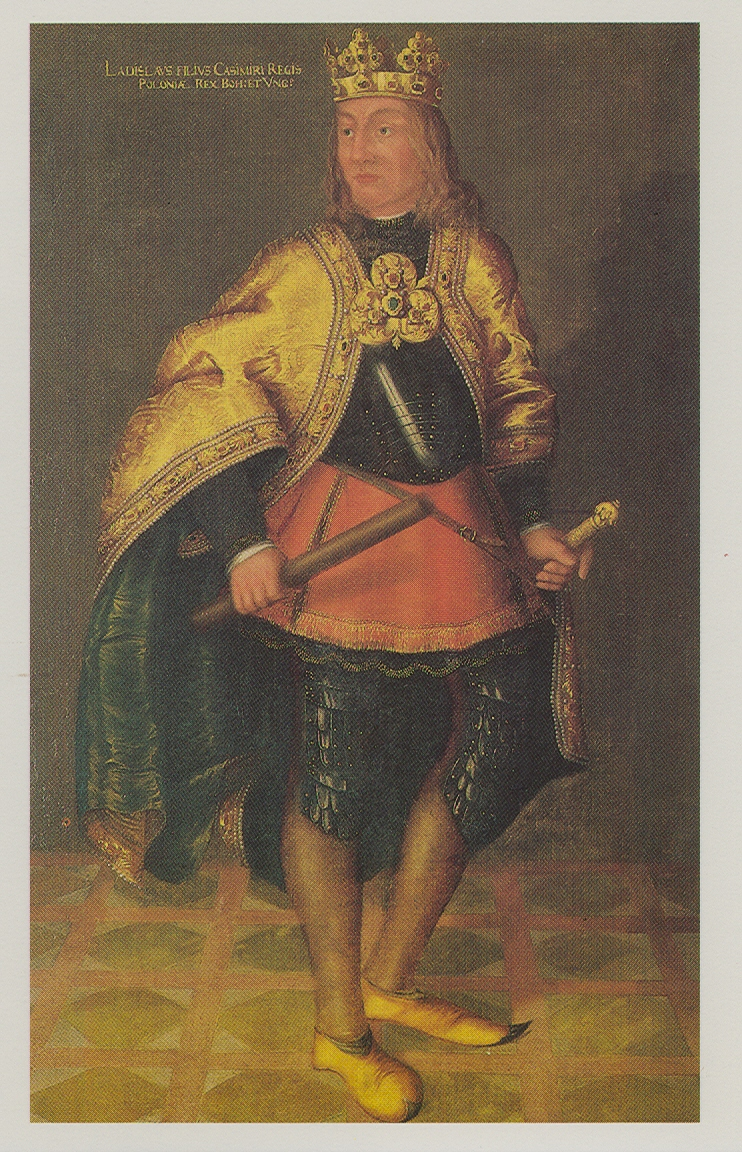 LADISLAVS FILIVS CASIMIRI REGIS
POLONIÆ REX BOH: ET VNG: